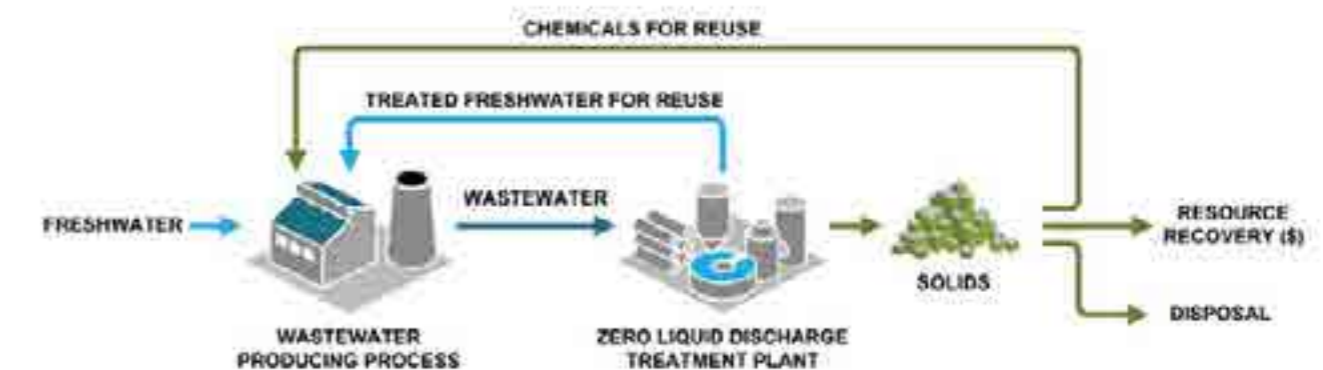 CHEMICALS FOR REUSE
TREATED FRESHWATER FOR REUSE
FRESHWATER
WASTEWATER
RESOURCE
RECOVERY ($)
SOLIDS
DISPOSAL
WASTEWATER
PRODUCING PROCESS
ZERO LIQUID DISCHARGE
TREATMENT PLANT